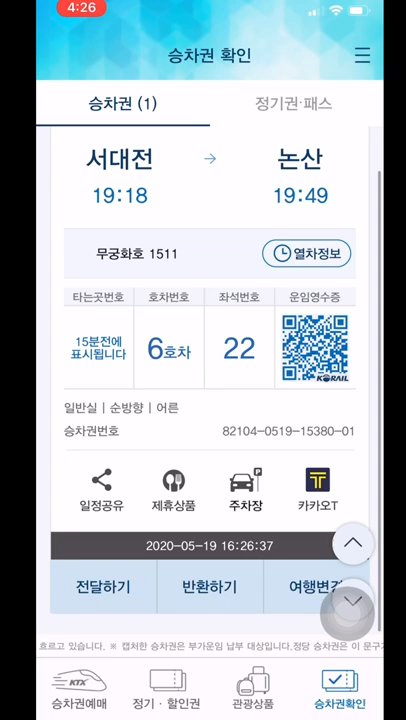 4:26
승차권 확인
승차권 (1)
정기권·패스
서대전 → 논산
19:18 19:49
무궁화호 1511
열차정보
타는곳번호 호차번호 좌석번호 운임영수증
15분전에
표시됩니다
6호차 22
KORAIL
일반실 | 순방향 | 어른
승차권번호 82104-0519-15380-01
일정공유 제휴상품 주차장 카카오T
2020-05-19 16:26:37
전달하기 반환하기 여행변경
흐르고 있습니다. ※ 캡처한 승차권은 부가운임 납부 대상입니다.정당 승차권은 이 문구
KTX
승차권예매 정기·할인권 관광상품 승차권확인